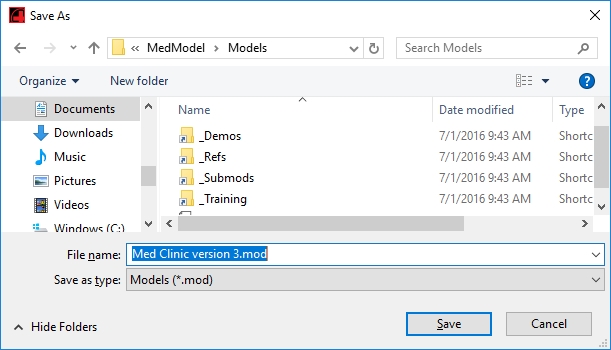 Save As
MedModel > Models
Search Models
Organize
New folder
Documents
Downloads
Music
Pictures
Videos
Windows (C:)
Name
Date modified
Type
_Demos 7/1/2016 9:43 AM Shortc
_Refs 7/1/2016 9:43 AM Shortc
_Submods 7/1/2016 9:43 AM Shortc
_Training 7/1/2016 9:43 AM Shortc
File name: Med Clinic version 3.mod
Save as type: Models (*.mod)
Hide Folders
Save
Cancel